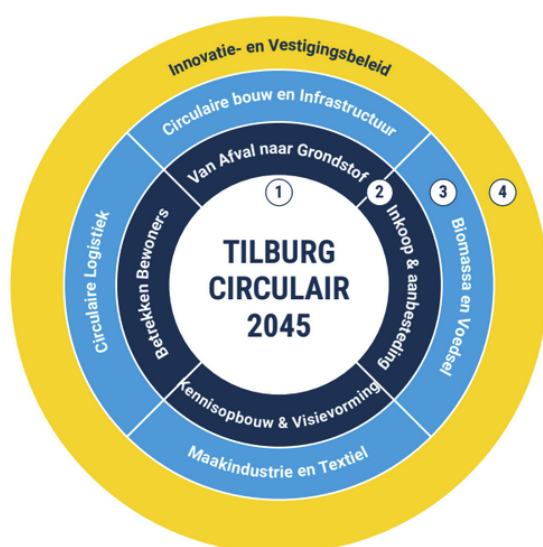 Innovatie- en Vestigingsbeleid
Circulaire bouw en Infrastructuur
Van Afval naar Grondstof
1
2
3
4
TILBURG
CIRCULAIR
2045
Circulaire Logistiek
Betrekken Bewoners
Inkoop & aanbesteding
Biomassa en Voedsel
Kennisopbouw & Visievorming
Maakindustrie en Textiel